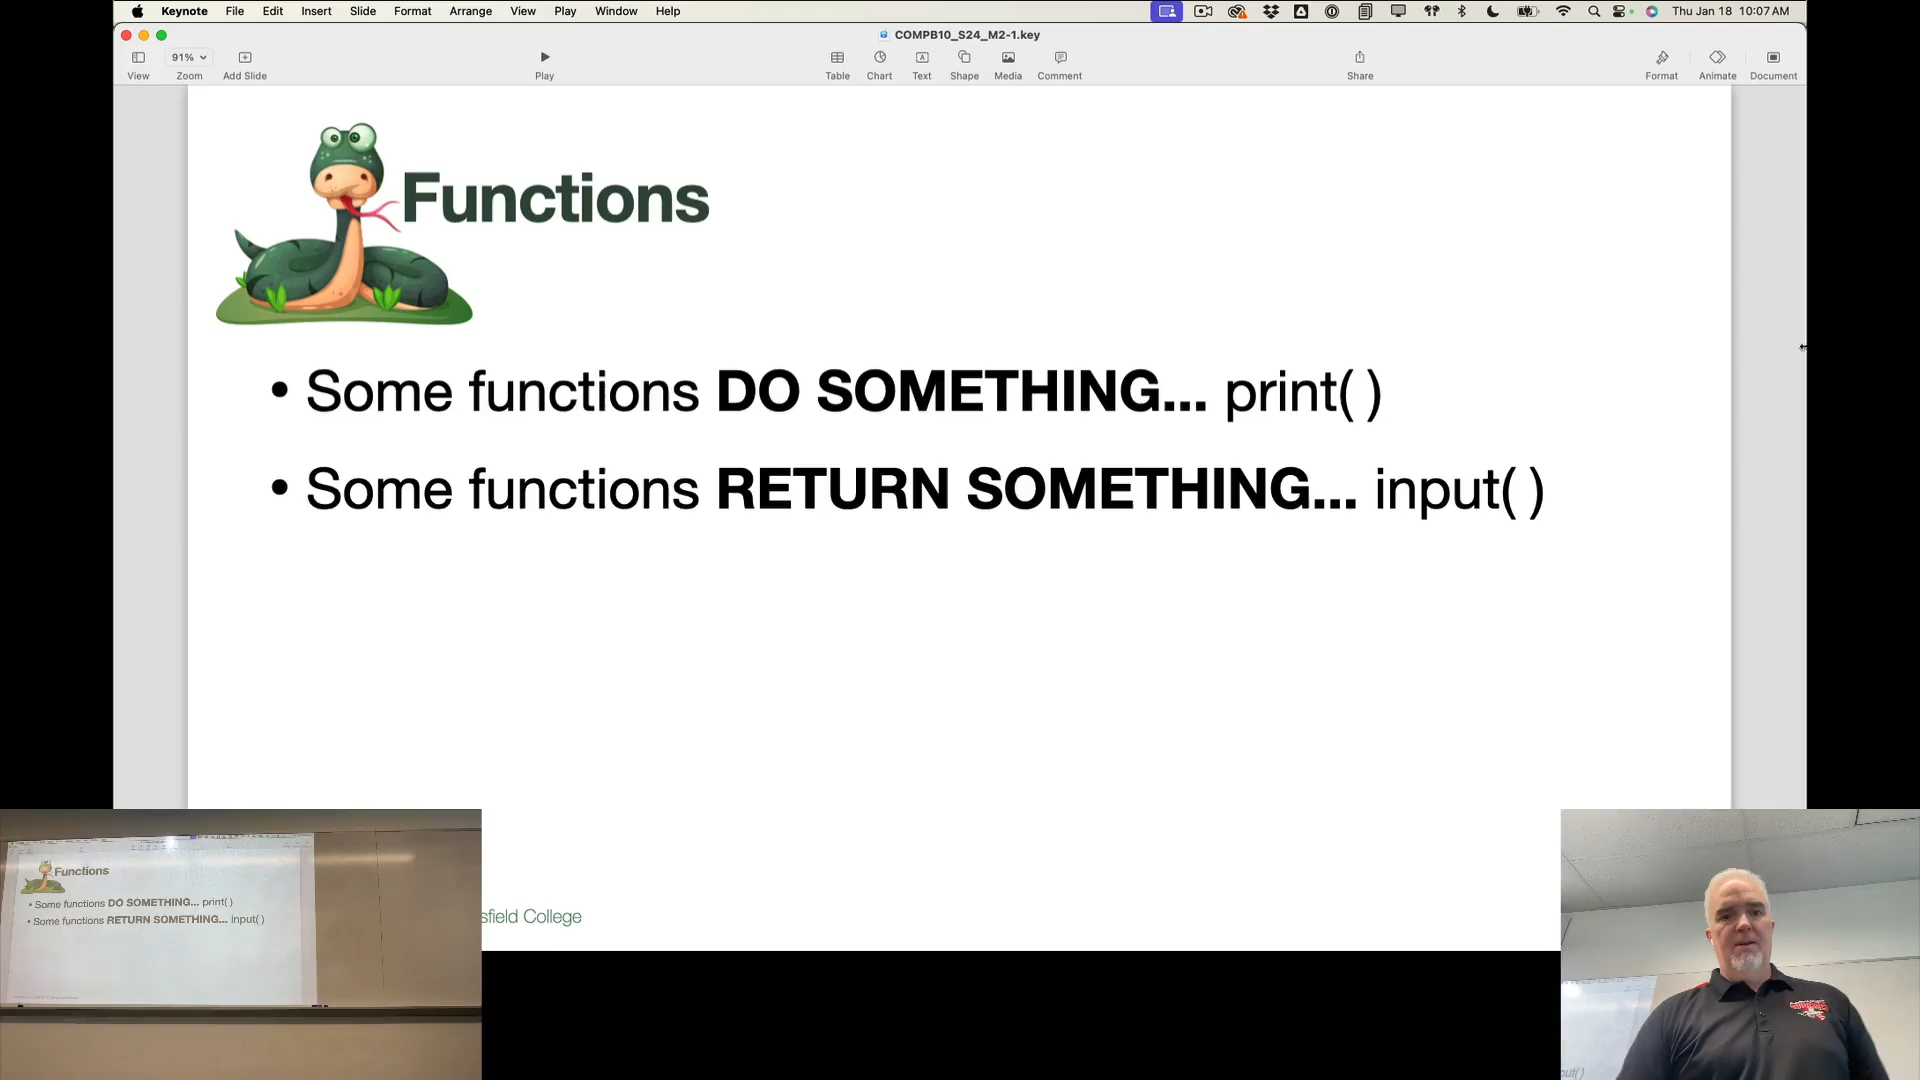 Keynote File Edit Insert Slide Format Arrange View Play Window Help Thu Jan 18 10:07 AM
COMPB10_S24_M2-1.key
91%
View Zoom Add Slide Play Table Chart Text Shape Media Comment Share Format Animate Document
Functions
• Some functions DO SOMETHING... print( )
• Some functions RETURN SOMETHING... input( )
sfield College
Functions
• Some functions DO SOMETHING... print( )
• Some functions RETURN SOMETHING... input( )